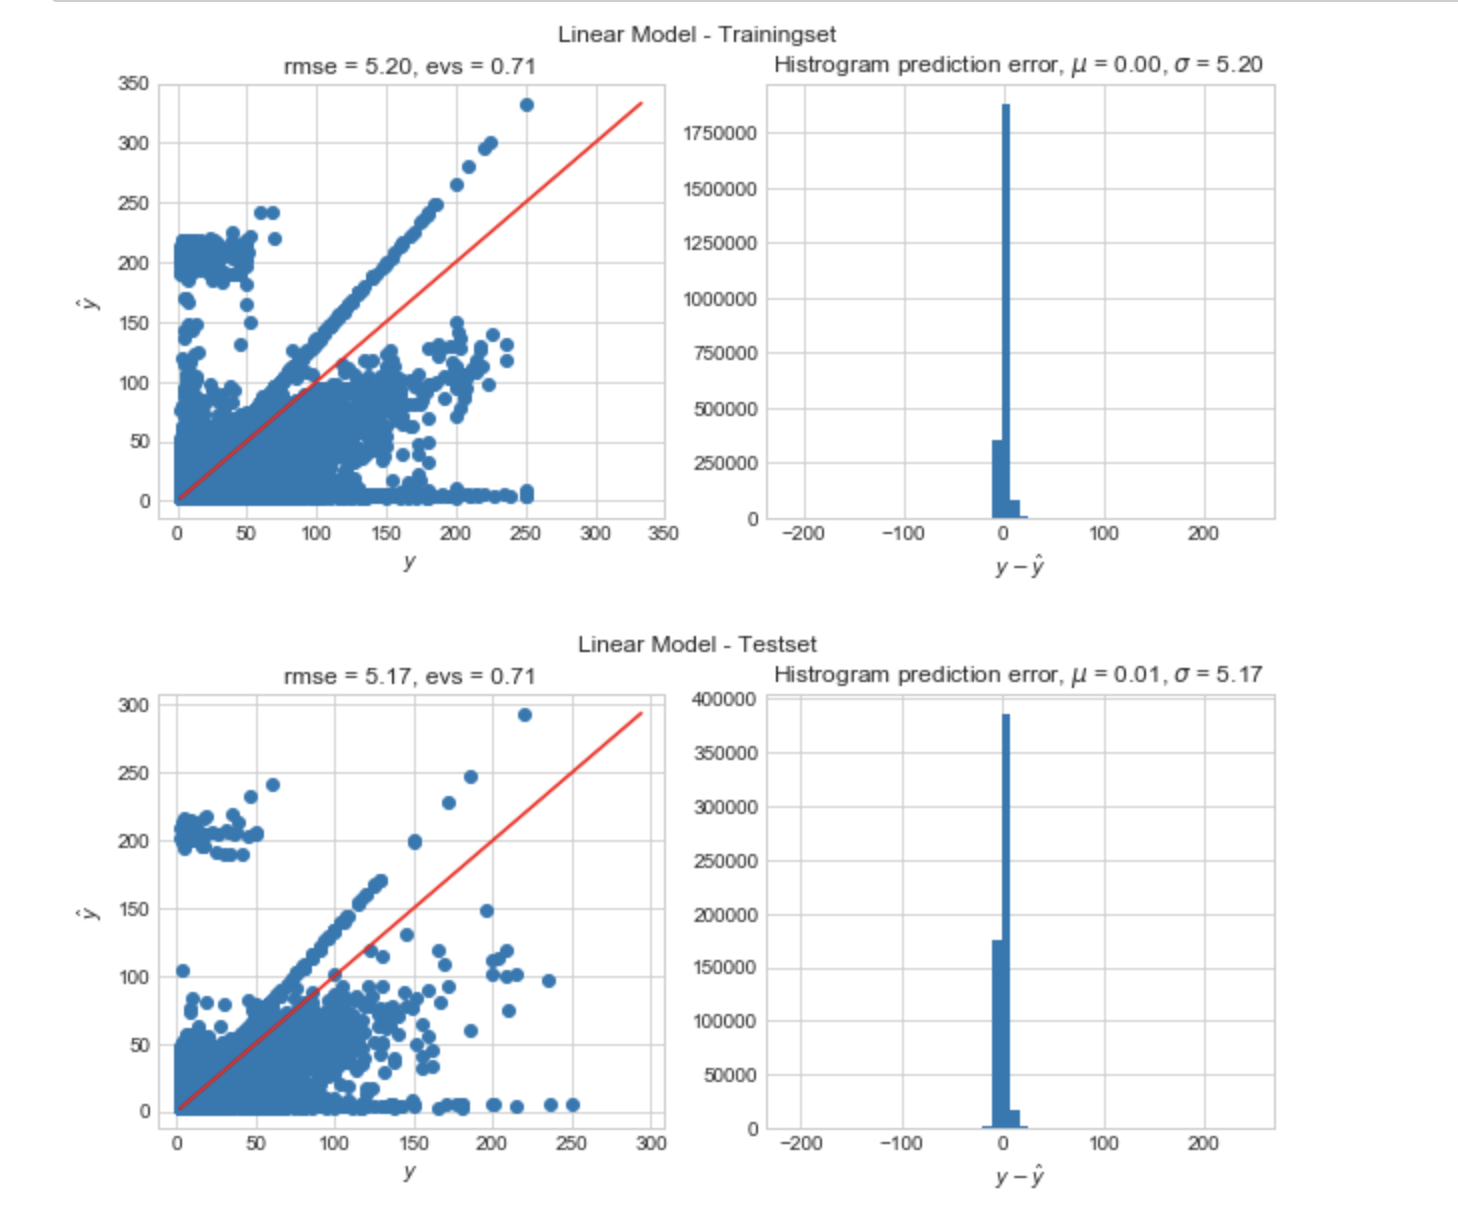 Linear Model - Trainingset
rmse = 5.20, evs = 0.71
Histrogram prediction error, μ = 0.00, σ = 5.20
350
300
250
200
150
100
50
0
ŷ
0 50 100 150 200 250 300 350
y
1750000
1500000
1250000
1000000
750000
500000
250000
0
−200 −100 0 100 200
y − ŷ
Linear Model - Testset
rmse = 5.17, evs = 0.71
Histrogram prediction error, μ = 0.01, σ = 5.17
300
250
200
150
100
50
0
ŷ
0 50 100 150 200 250 300
y
400000
350000
300000
250000
200000
150000
100000
50000
0
−200 −100 0 100 200
y − ŷ